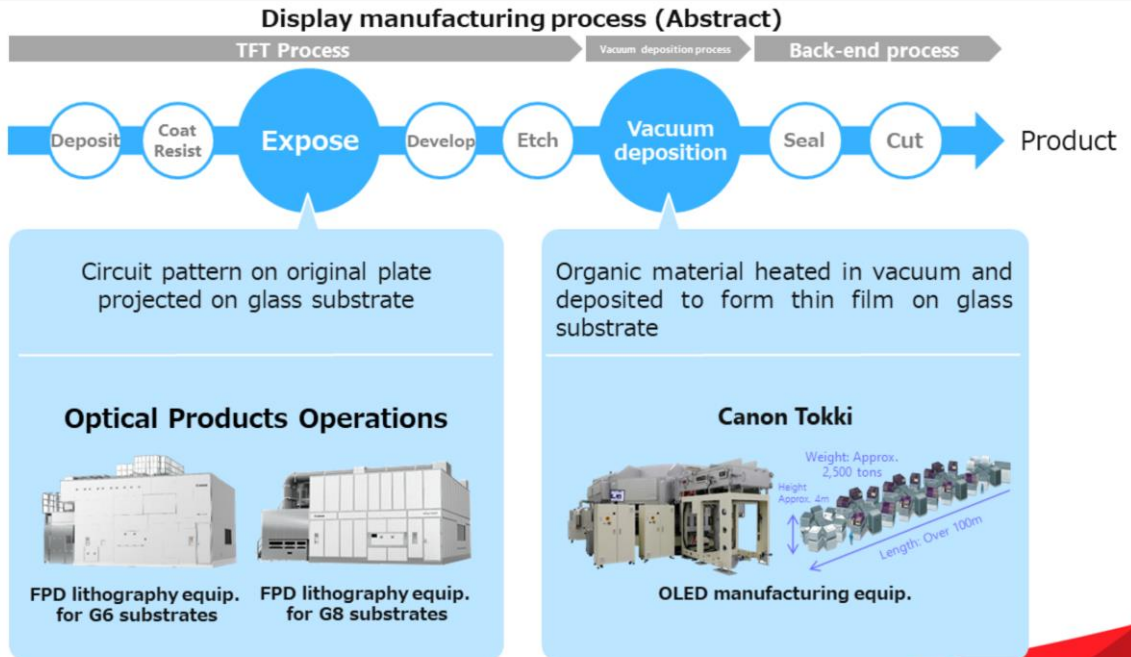 Display manufacturing process (Abstract)
TFT Process
Vacuum deposition process
Back-end process
Deposit
Coat
Resist
Expose
Develop
Etch
Vacuum
deposition
Seal
Cut
Product
Circuit pattern on original plate
projected on glass substrate
Optical Products Operations
FPD lithography equip.
for G6 substrates
FPD lithography equip.
for G8 substrates
Organic material heated in vacuum and
deposited to form thin film on glass
substrate
Canon Tokki
Weight: Approx.
2,500 tons
Height
Approx. 4m
Length: Over 100m
OLED manufacturing equip.